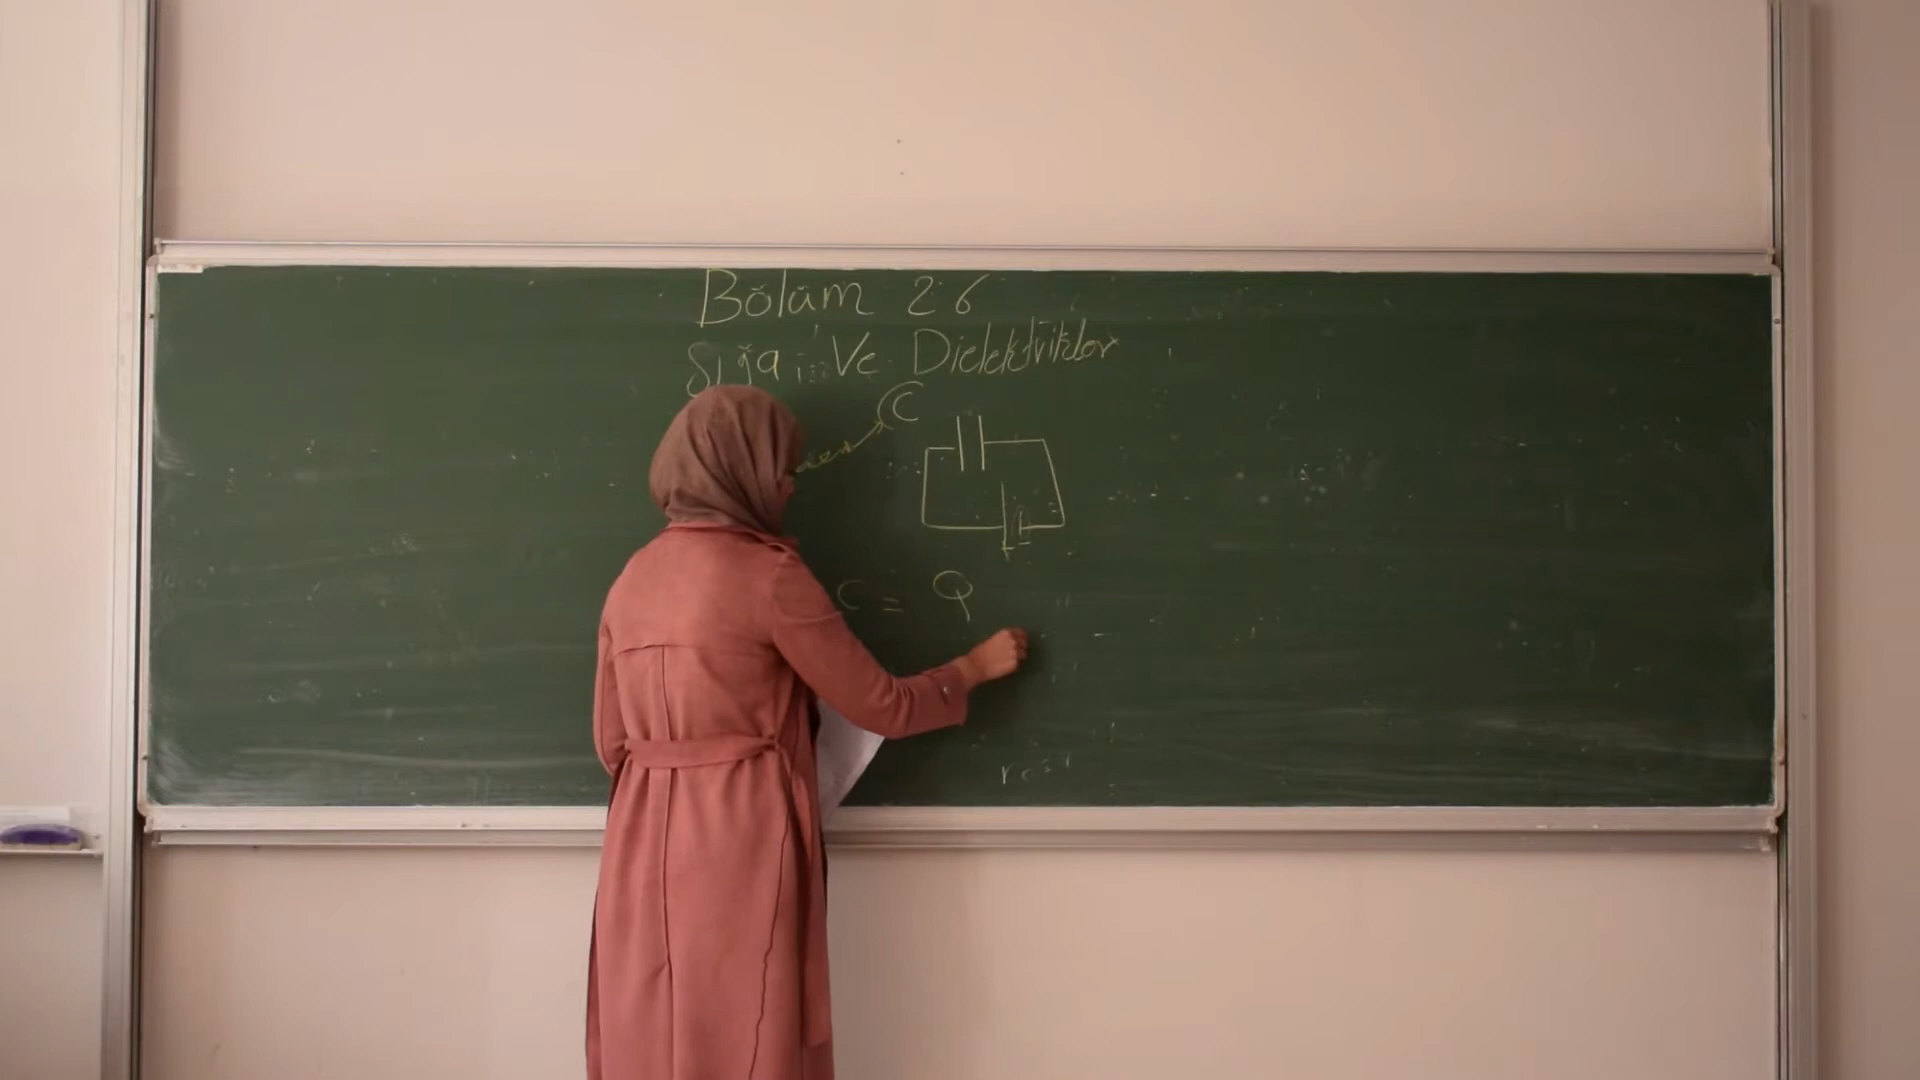 Bölüm 26
Sığa Ve Dielektrikler
C
C = Q